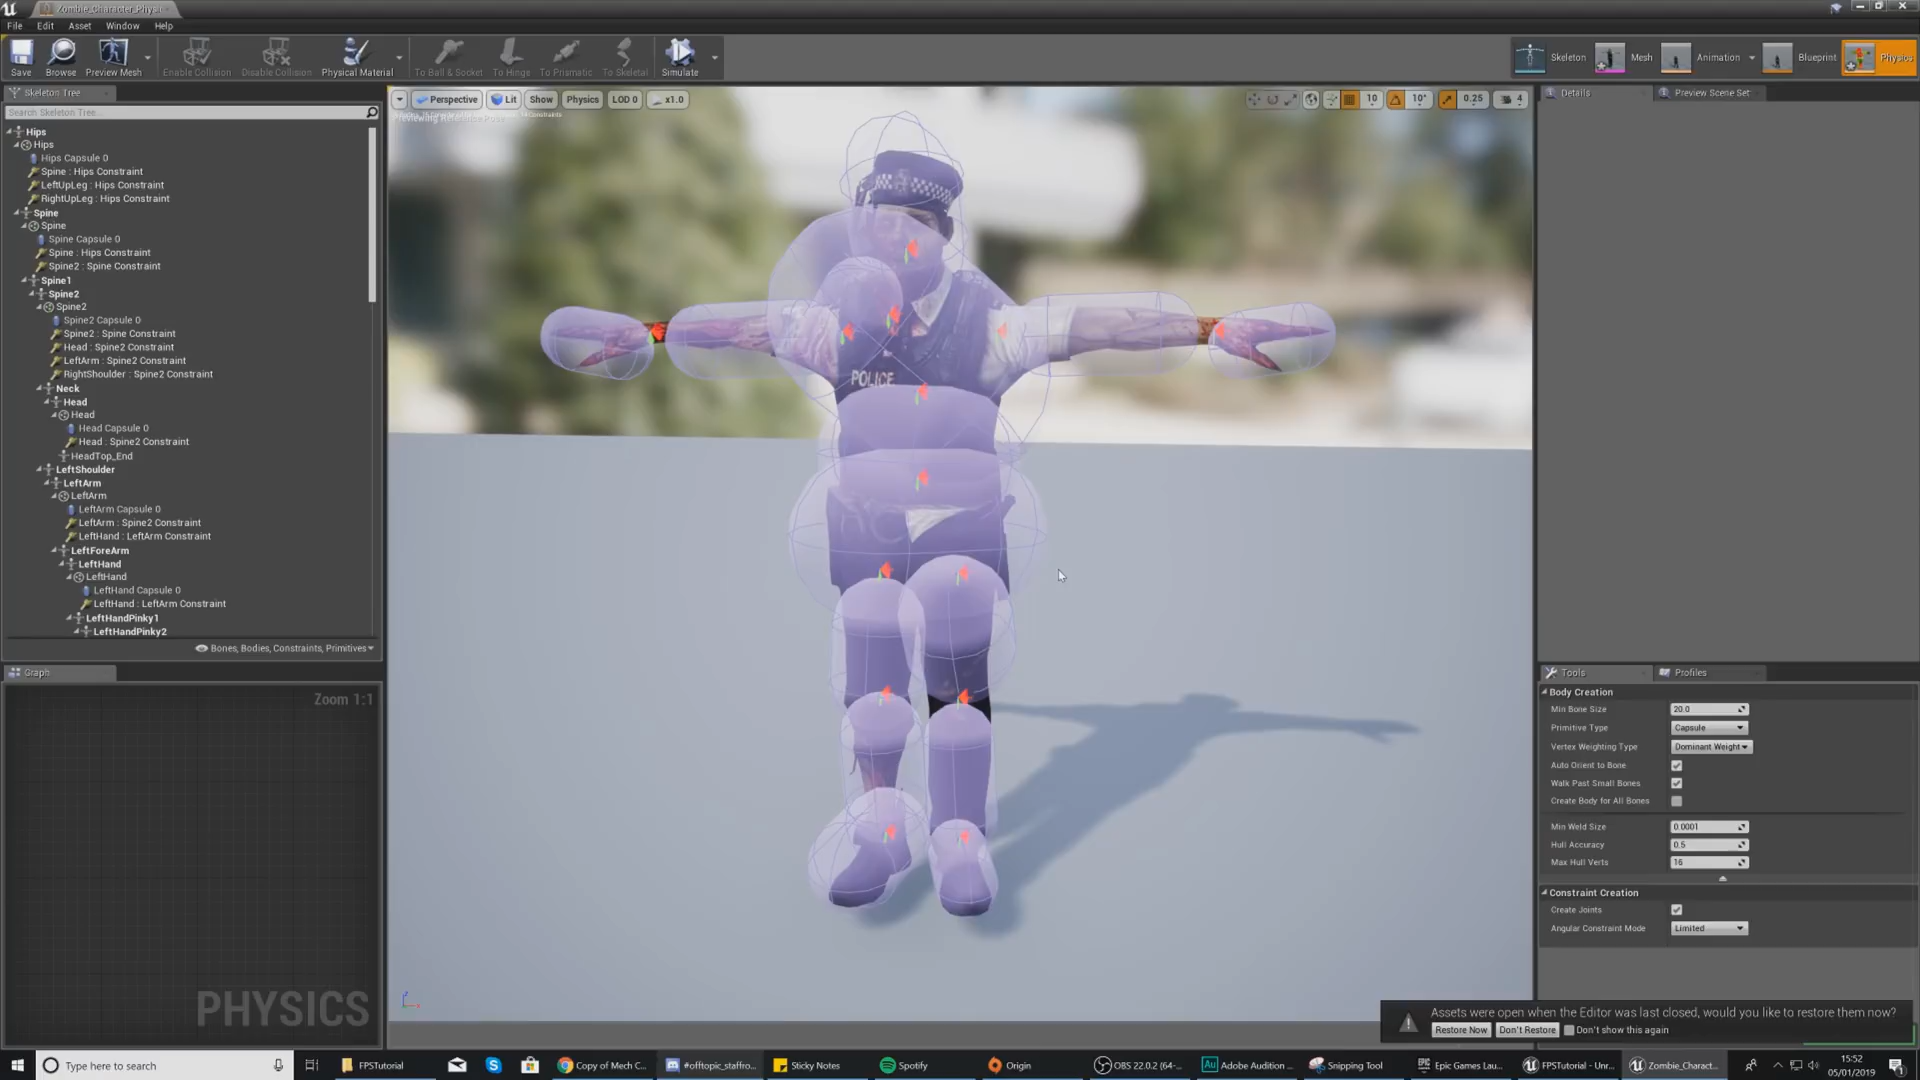 Zombie_Character_Physi
File Edit Asset Window Help
Save Browse Preview Mesh Enable Collision Disable Collision Physical Material To Ball & Socket To Hinge To Prismatic To Skeletal Simulate Skeleton Mesh Animation Blueprint Physics
Skeleton Tree
Search Skeleton Tree...
Perspective Lit Show Physics LOD 0 x1.0 10 10° 0.25 4
Details Preview Scene Set
Hips
Hips
Hips Capsule 0
Spine : Hips Constraint
LeftUpLeg : Hips Constraint
RightUpLeg : Hips Constraint
Spine
Spine
Spine Capsule 0
Spine : Hips Constraint
Spine2 : Spine Constraint
Spine1
Spine2
Spine2
Spine2 Capsule 0
Spine2 : Spine Constraint
Head : Spine2 Constraint
LeftArm : Spine2 Constraint
RightShoulder : Spine2 Constraint
Neck
Head
Head
Head Capsule 0
Head : Spine2 Constraint
HeadTop_End
LeftShoulder
LeftArm
LeftArm
LeftArm Capsule 0
LeftArm : Spine2 Constraint
LeftHand : LeftArm Constraint
LeftForeArm
LeftHand
LeftHand
LeftHand Capsule 0
LeftHand : LeftArm Constraint
LeftHandPinky1
LeftHandPinky2
Bones, Bodies, Constraints, Primitives
POLICE
Graph
Zoom 1:1
PHYSICS
Tools Profiles
Body Creation
Min Bone Size 20.0
Primitive Type Capsule
Vertex Weighting Type Dominant Weight
Auto Orient to Bone
Walk Past Small Bones
Create Body for All Bones
Min Weld Size 0.0001
Hull Accuracy 0.5
Max Hull Verts 16
Constraint Creation
Create Joints
Angular Constraint Mode Limited
Assets were open when the Editor was last closed, would you like to restore them now?
Restore Now Don't Restore Don't show this again
Type here to search FPSTutorial Copy of Mech C... #offtopic_staffro... Sticky Notes Spotify Origin OBS 22.0.2 (64-... Adobe Audition ... Snipping Tool Epic Games Lau... FPSTutorial - Unr... Zombie_Charact...
15:52
05/01/2019